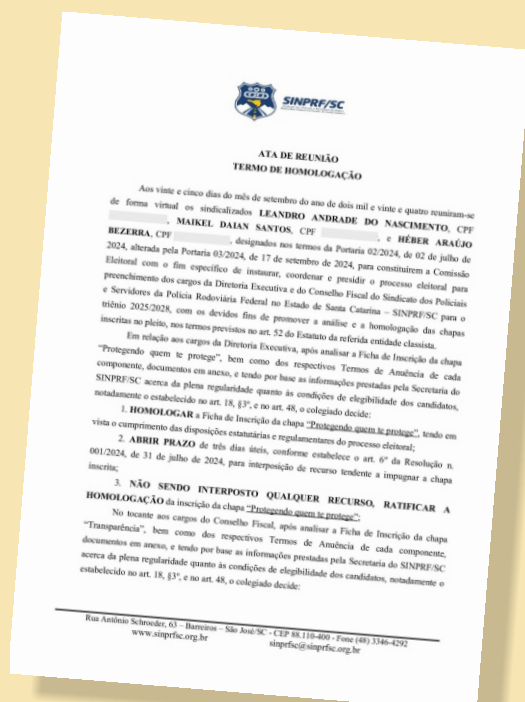 SINPRF/SC
ATA DE REUNIÃO
TERMO DE HOMOLOGAÇÃO
Aos vinte e cinco dias do mês de setembro do ano de dois mil e vinte e quatro reuniram-se
de forma virtual os sindicalizados LEANDRO ANDRADE DO NASCIMENTO, CPF
, MAIKEL DAIAN SANTOS, CPF , e HÉBER ARAÚJO
BEZERRA, CPF , designados nos termos da Portaria 02/2024, de 02 de julho de
2024, alterada pela Portaria 03/2024, de 17 de setembro de 2024, para constituírem a Comissão
Eleitoral com o fim específico de instaurar, coordenar e presidir o processo eleitoral para
preenchimento dos cargos da Diretoria Executiva e do Conselho Fiscal do Sindicato dos Policiais
e Servidores da Polícia Rodoviária Federal no Estado de Santa Catarina – SINPRF/SC para o
triênio 2025/2028, com os devidos fins de promover a análise e a homologação das chapas
inscritas no pleito, nos termos previstos no art. 52 do Estatuto da referida entidade classista.
Em relação aos cargos da Diretoria Executiva, após analisar a Ficha de Inscrição da chapa
“Protegendo quem te protege”, bem como dos respectivos Termos de Anuência de cada
componente, documentos em anexo, e tendo por base as informações prestadas pela Secretaria do
SINPRF/SC acerca da plena regularidade quanto às condições de elegibilidade dos candidatos,
notadamente o estabelecido no art. 18, §3º, e no art. 48, o colegiado decide:
1. HOMOLOGAR a Ficha de Inscrição da chapa “Protegendo quem te protege”, tendo em
vista o cumprimento das disposições estatutárias e regulamentares do processo eleitoral;
2. ABRIR PRAZO de três dias úteis, conforme estabelece o art. 6º da Resolução n.
001/2024, de 31 de julho de 2024, para interposição de recurso tendente a impugnar a chapa
inscrita;
3. NÃO SENDO INTERPOSTO QUALQUER RECURSO, RATIFICAR A
HOMOLOGAÇÃO da inscrição da chapa “Protegendo quem te protege”;
No tocante aos cargos do Conselho Fiscal, após analisar a Ficha de Inscrição da chapa
“Transparência”, bem como dos respectivos Termos de Anuência de cada componente,
documentos em anexo, e tendo por base as informações prestadas pela Secretaria do SINPRF/SC
acerca da plena regularidade quanto às condições de elegibilidade dos candidatos, notadamente o
estabelecido no art. 18, §3º, e no art. 48, o colegiado decide:
Rua Antônio Schroeder, 63 – Barreiros – São José/SC - CEP 88.110-400 - Fone (48) 3346-4292
www.sinprfsc.org.br sinprfsc@sinprfsc.org.br